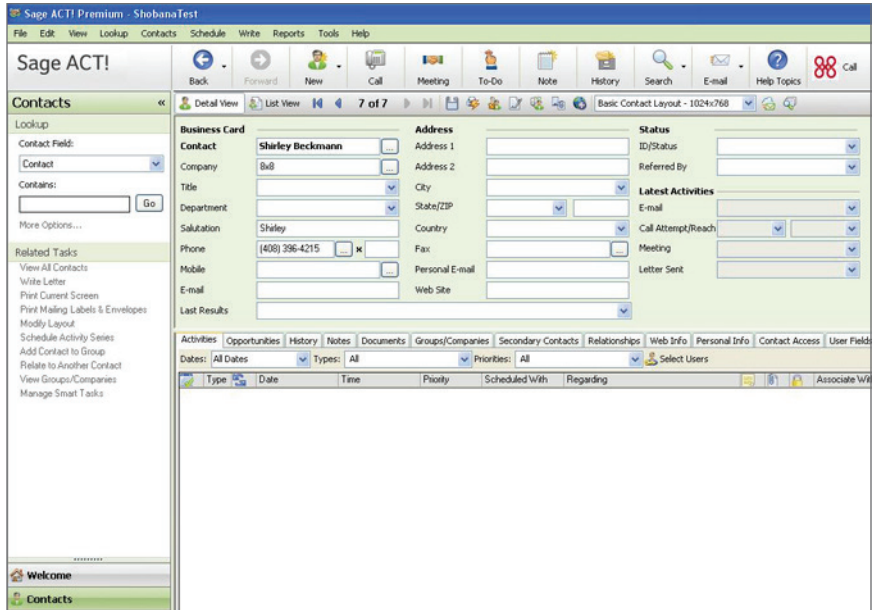 Sage ACT! Premium - ShobanaTest
File Edit View Lookup Contacts Schedule Write Reports Tools Help
Sage ACT!
Back Forward New Call Meeting To-Do Note History Search E-mail Help Topics Call
Contacts «
Detail View List View 7 of 7 Basic Contact Layout - 1024x768
Lookup
Contact Field:
Contact
Contains:
Go
More Options...
Related Tasks
View All Contacts
Write Letter
Print Current Screen
Print Mailing Labels & Envelopes
Modify Layout
Schedule Activity Series
Add Contact to Group
Relate to Another Contact
View Groups/Companies
Manage Smart Tasks
Welcome
Contacts
Business Card Address Status
Contact Shirley Beckmann ... Address 1 ID/Status
Company 8x8 ... Address 2 Referred By
Title City Latest Activities
Department State/ZIP E-mail
Salutation Shirley Country Call Attempt/Reach
Phone (408) 396-4215 ... x Fax ... Meeting
Mobile ... Personal E-mail Letter Sent
E-mail Web Site
Last Results
Activities Opportunities History Notes Documents Groups/Companies Secondary Contacts Relationships Web Info Personal Info Contact Access User Fields
Dates: All Dates Types: All Priorities: All Select Users
Type Date Time Priority Scheduled With Regarding Associate Wit